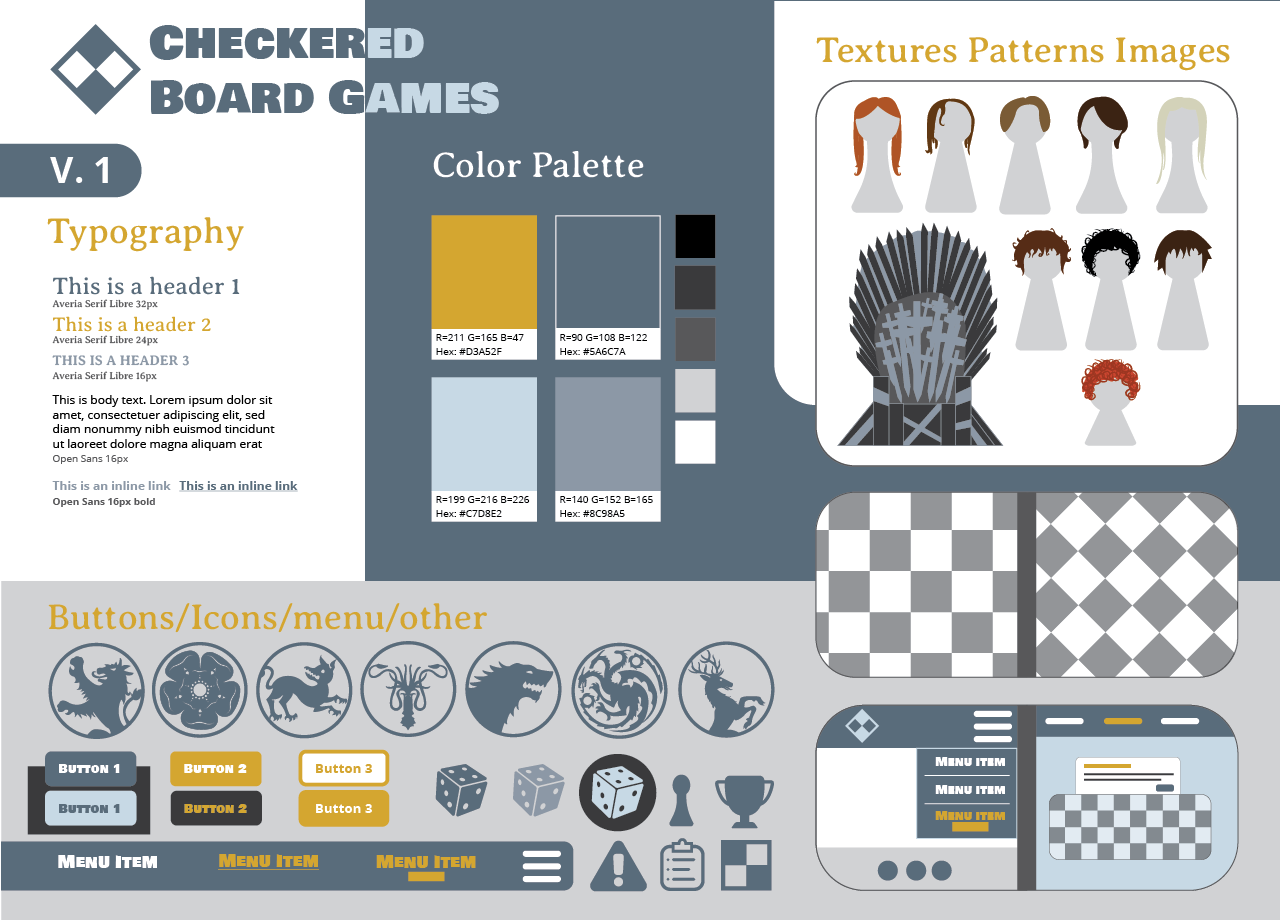 Checkered
Board Games
V. 1
Typography
This is a header 1
Averia Serif Libre 32px
This is a header 2
Averia Serif Libre 24px
THIS IS A HEADER 3
Averia Serif Libre 16px
This is body text. Lorem ipsum dolor sit
amet, consectetuer adipiscing elit, sed
diam nonummy nibh euismod tincidunt
ut laoreet dolore magna aliquam erat
Open Sans 16px
This is an inline link This is an inline link
Open Sans 16px bold
Color Palette
R=211 G=165 B=47
Hex: #D3A52F
R=90 G=108 B=122
Hex: #5A6C7A
R=199 G=216 B=226
Hex: #C7D8E2
R=140 G=152 B=165
Hex: #8C98A5
Textures Patterns Images
Buttons/Icons/menu/other
Button 1
Button 2
Button 3
Button 1
Button 2
Button 3
Menu Item
Menu Item
Menu Item
Menu item
Menu item
Menu item